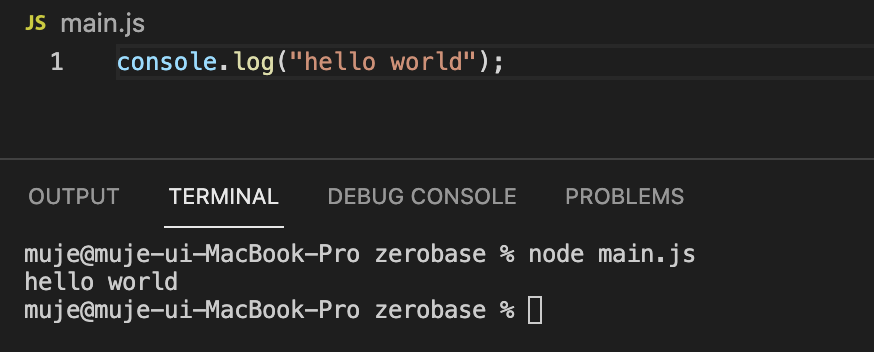 JS main.js
1 console.log("hello world");
OUTPUT TERMINAL DEBUG CONSOLE PROBLEMS
muje@muje-ui-MacBook-Pro zerobase % node main.js
hello world
muje@muje-ui-MacBook-Pro zerobase %